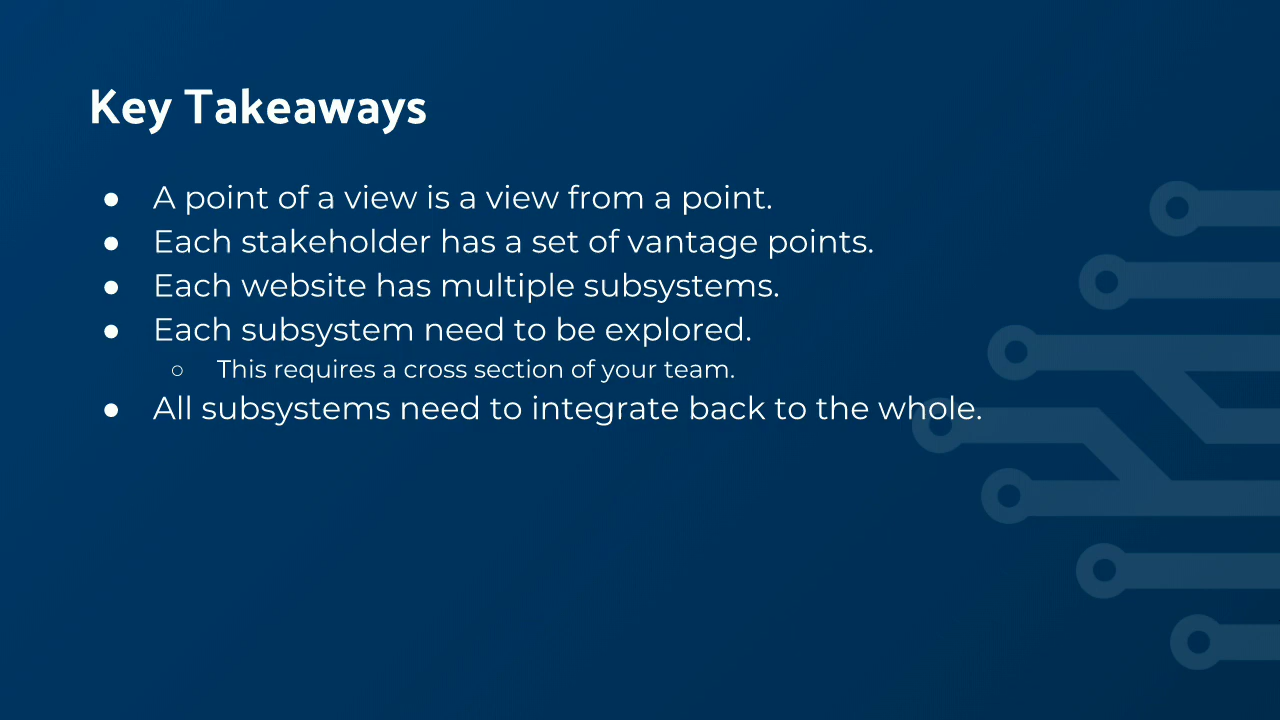 Key Takeaways
● A point of a view is a view from a point.
● Each stakeholder has a set of vantage points.
● Each website has multiple subsystems.
● Each subsystem need to be explored.
○ This requires a cross section of your team.
● All subsystems need to integrate back to the whole.